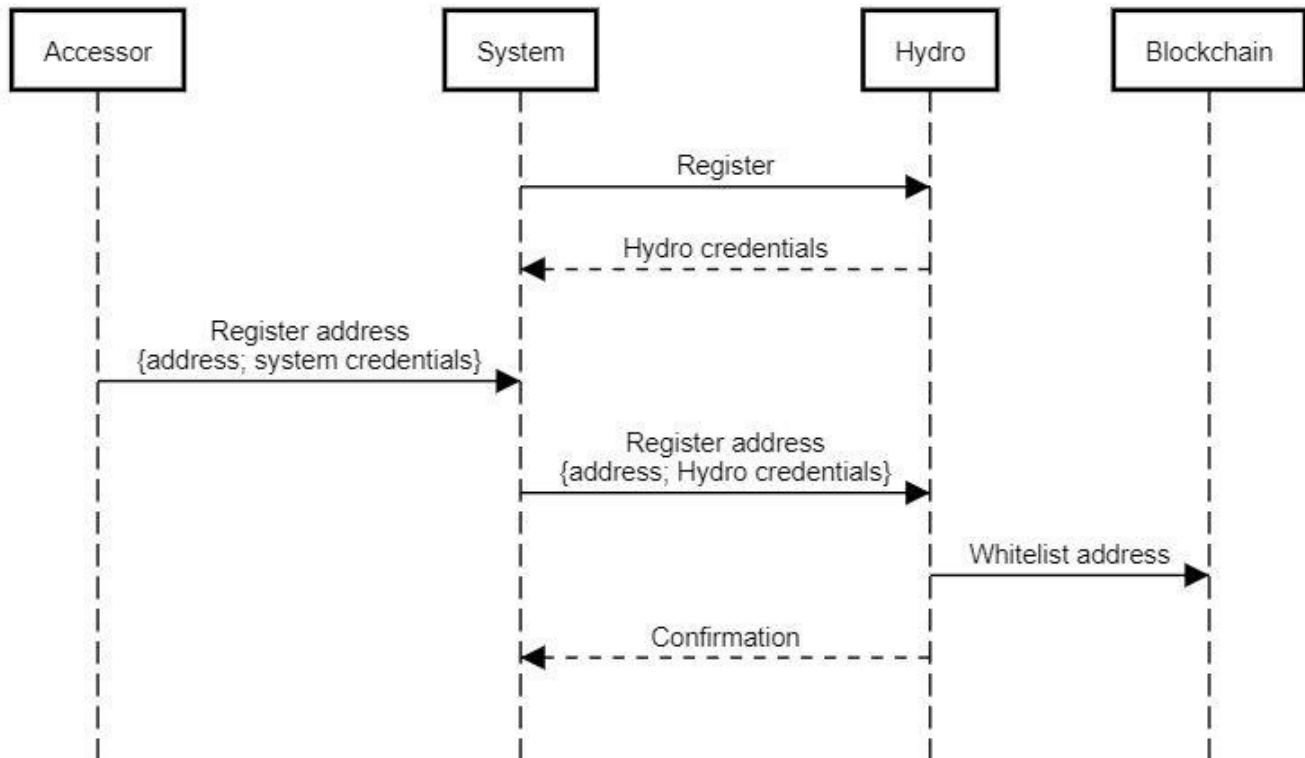 Accessor
System
Hydro
Blockchain
Register
Hydro credentials
Register address
{address; system credentials}
Register address
{address; Hydro credentials}
Whitelist address
Confirmation